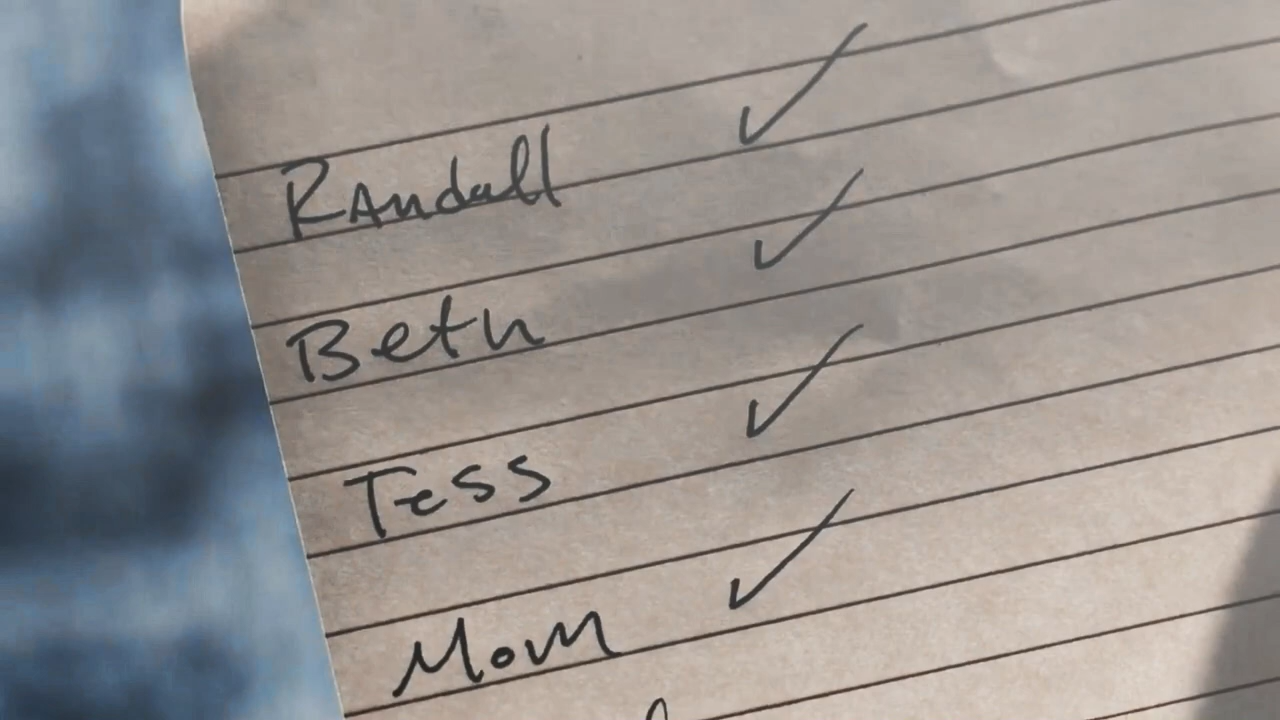 Randall ✓
Beth ✓
Tess ✓
Mom ✓